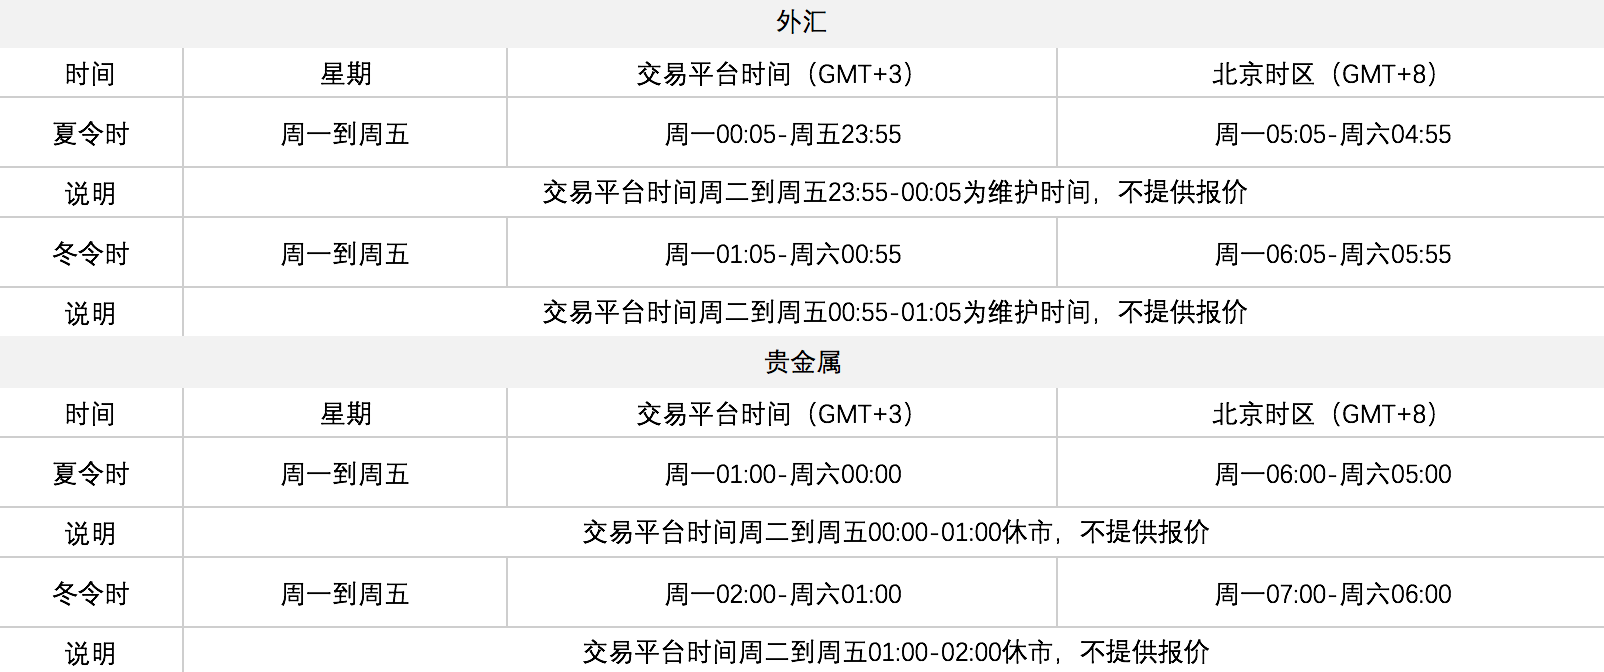 外汇
时间 星期 交易平台时间（GMT+3） 北京时区（GMT+8）
夏令时 周一到周五 周一00:05-周五23:55 周一05:05-周六04:55
说明 交易平台时间周二到周五23:55-00:05为维护时间，不提供报价
冬令时 周一到周五 周一01:05-周六00:55 周一06:05-周六05:55
说明 交易平台时间周二到周五00:55-01:05为维护时间，不提供报价
贵金属
时间 星期 交易平台时间（GMT+3） 北京时区（GMT+8）
夏令时 周一到周五 周一01:00-周六00:00 周一06:00-周六05:00
说明 交易平台时间周二到周五00:00-01:00休市，不提供报价
冬令时 周一到周五 周一02:00-周六01:00 周一07:00-周六06:00
说明 交易平台时间周二到周五01:00-02:00休市，不提供报价